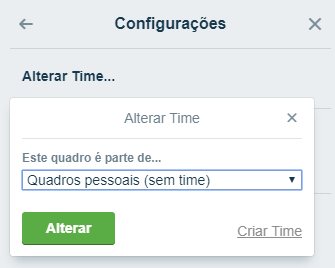 Configurações
Alterar Time...
Alterar Time
Este quadro é parte de...
Quadros pessoais (sem time)
Alterar
Criar Time